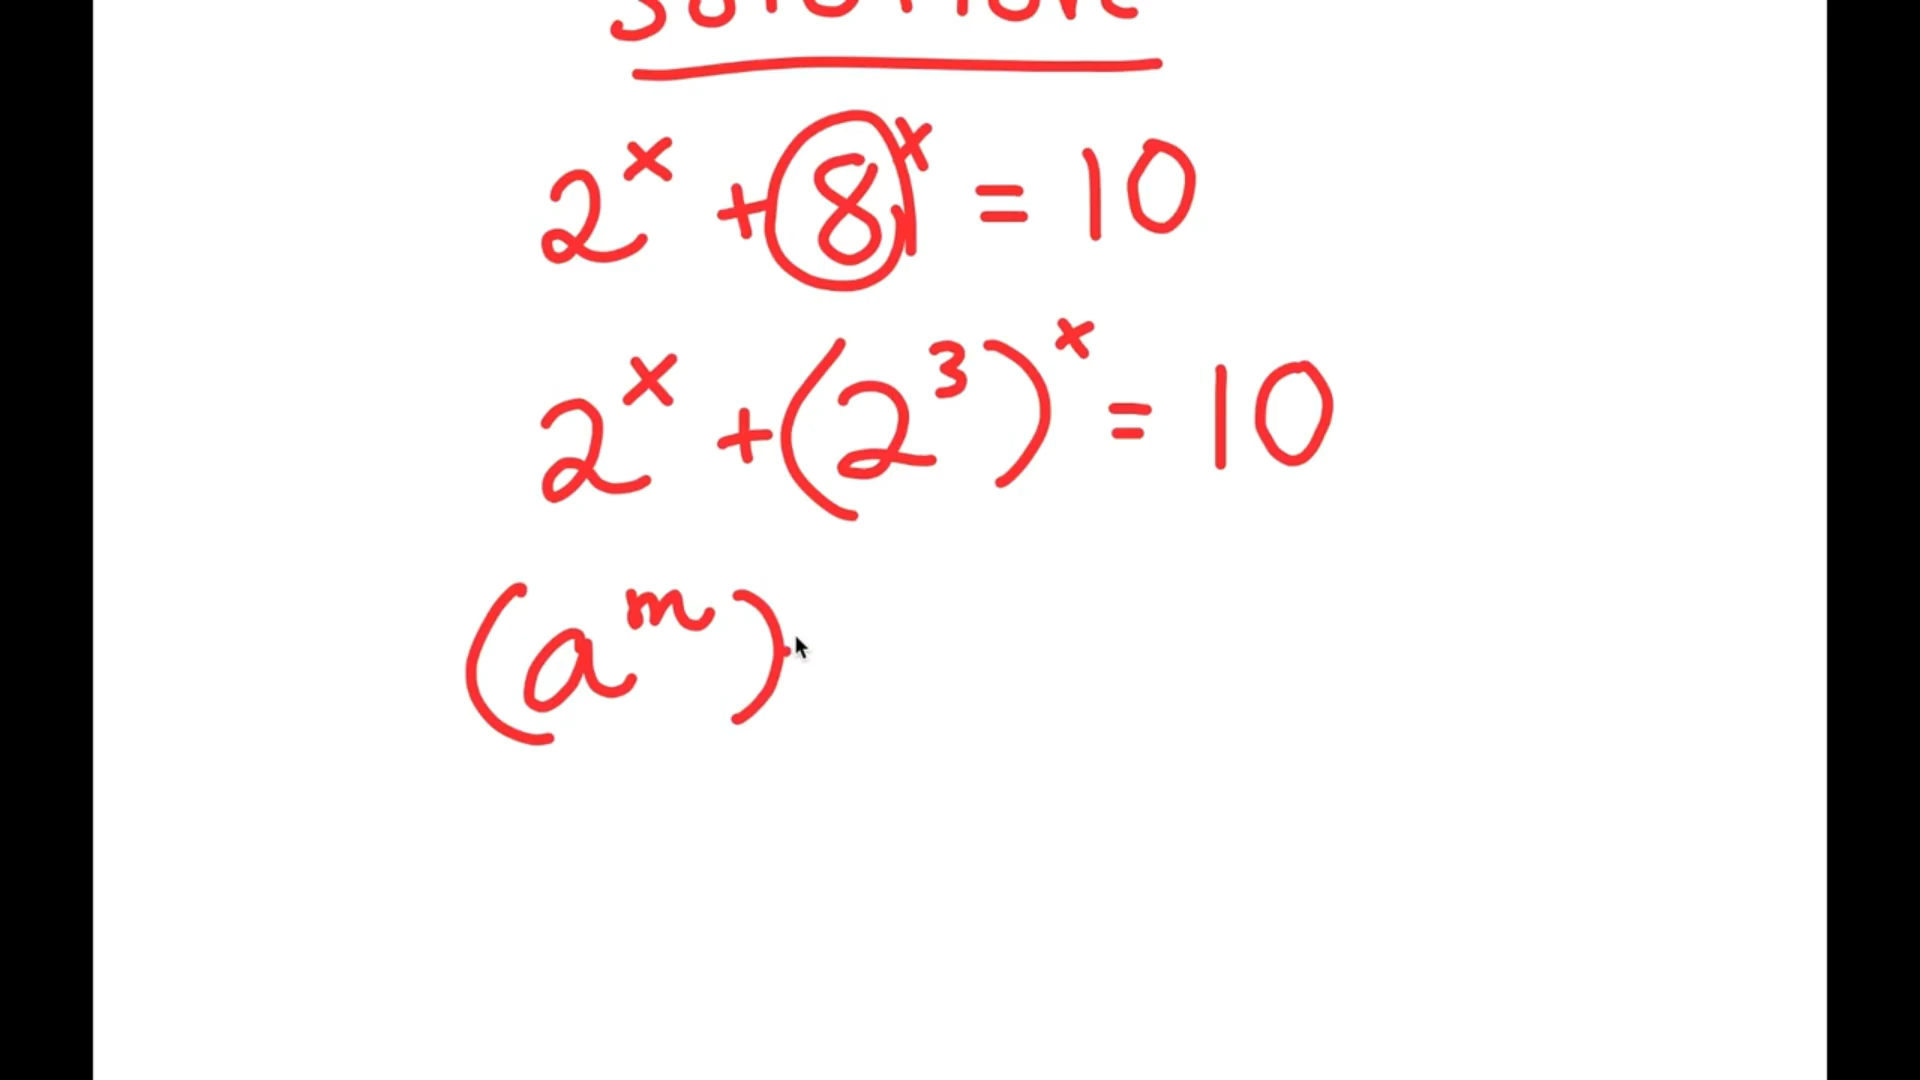 2^x + 8^x = 10
2^x + (2^3)^x = 10
(a^m)